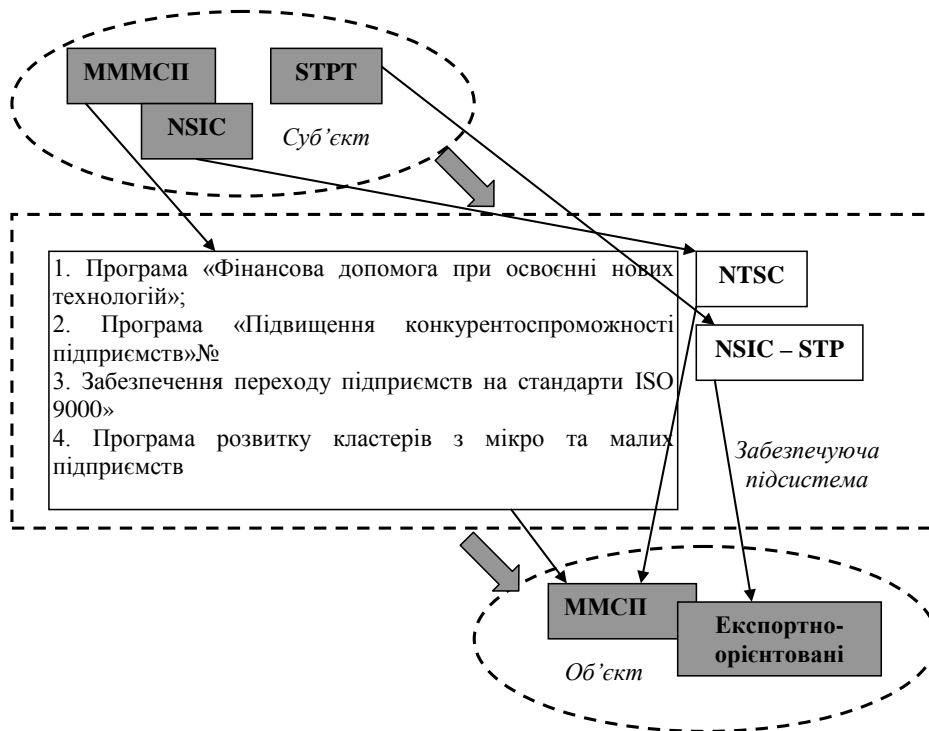 МММСП
STPT
NSIC
Суб’єкт
1. Програма «Фінансова допомога при освоєнні нових
технологій»;
2. Програма «Підвищення конкурентоспроможності
підприємств»№
3. Забезпечення переходу підприємств на стандарти ISO
9000»
4. Програма розвитку кластерів з мікро та малих
підприємств
NTSC
NSIC – STP
Забезпечуюча
підсистема
ММСП
Експортно-
орієнтовані
Об’єкт